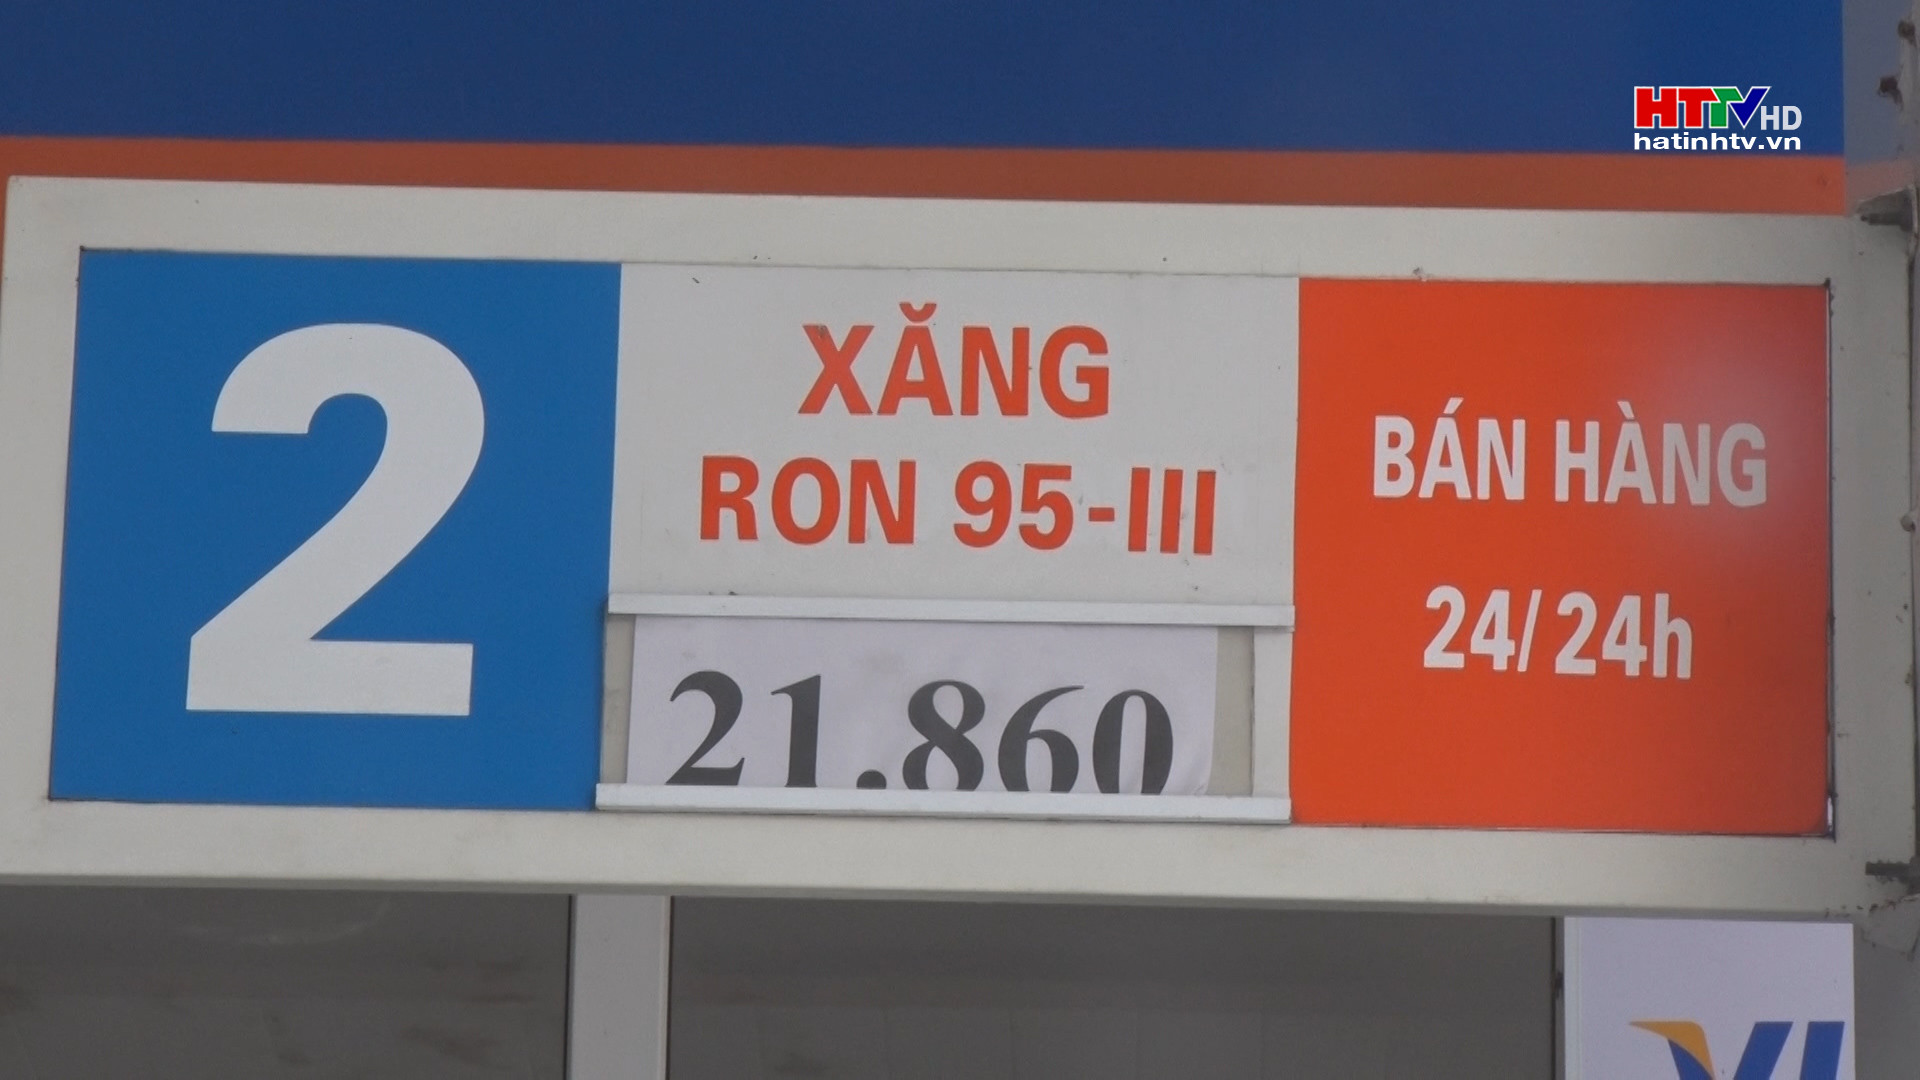 HTTV HD
hatinhtv.vn
2
XĂNG
RON 95-III
21.860
BÁN HÀNG
24/24h